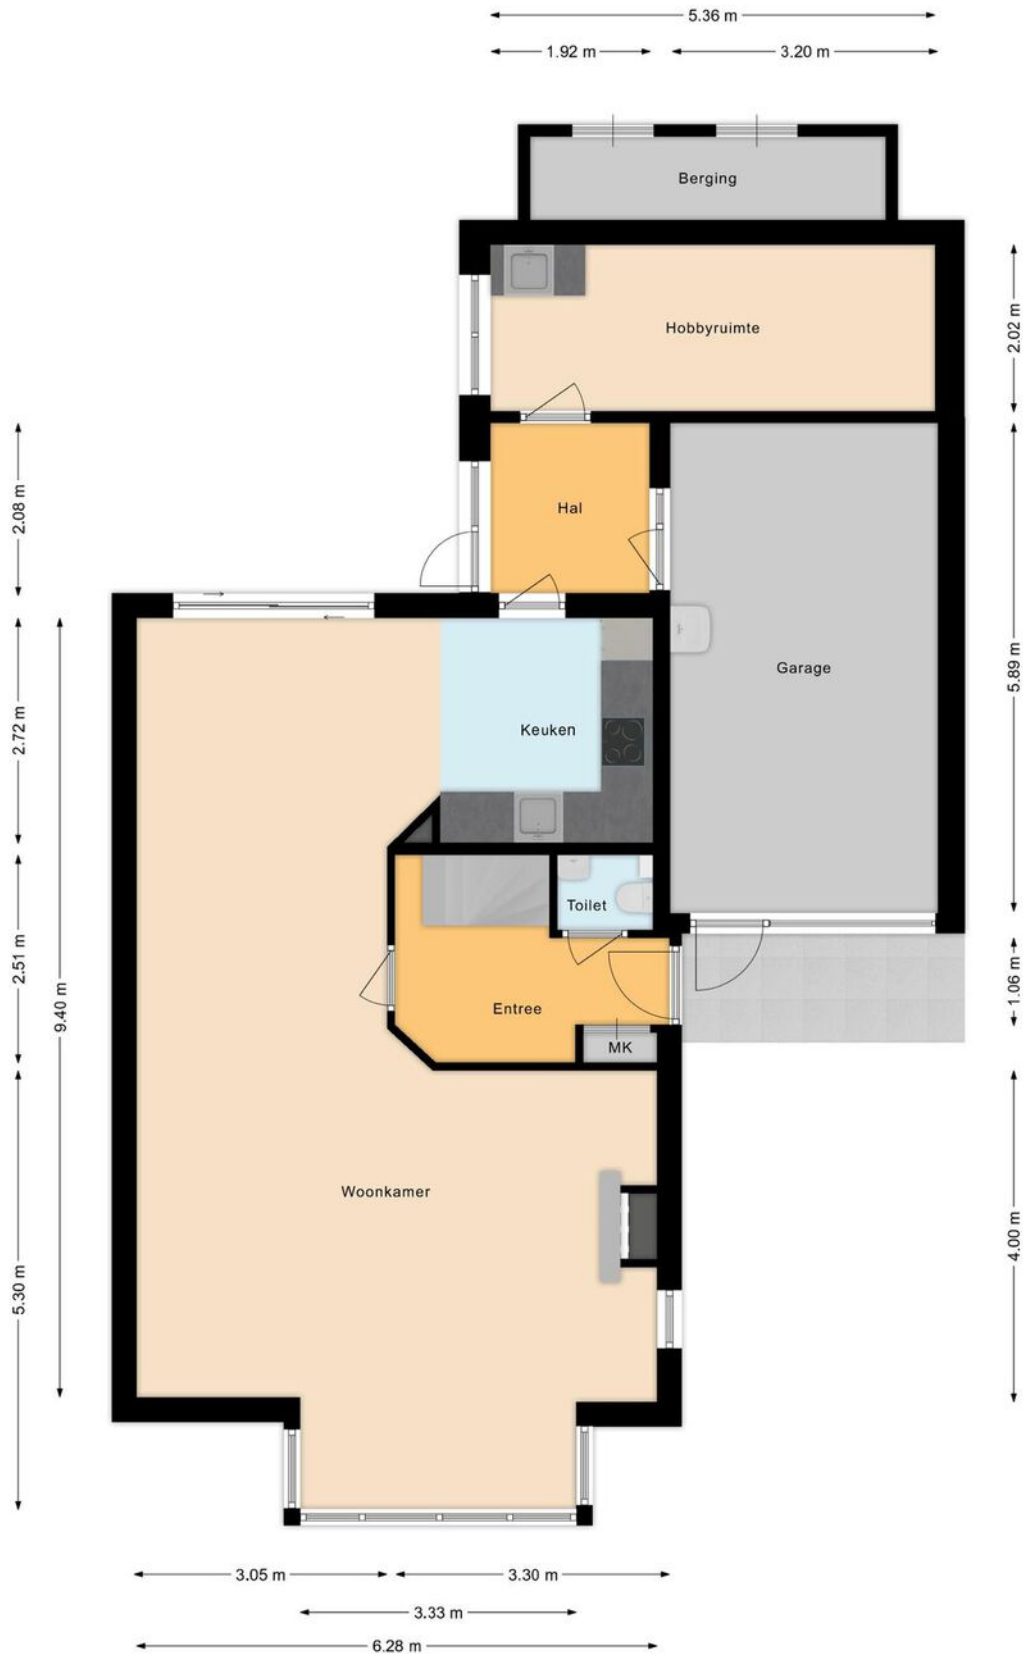 5.36 m
1.92 m
3.20 m
Berging
2.02 m
Hobbyruimte
2.08 m
Hal
5.89 m
Garage
2.72 m
Keuken
Toilet
2.51 m
1.06 m
9.40 m
Entree
MK
Woonkamer
4.00 m
5.30 m
3.05 m
3.30 m
3.33 m
6.28 m